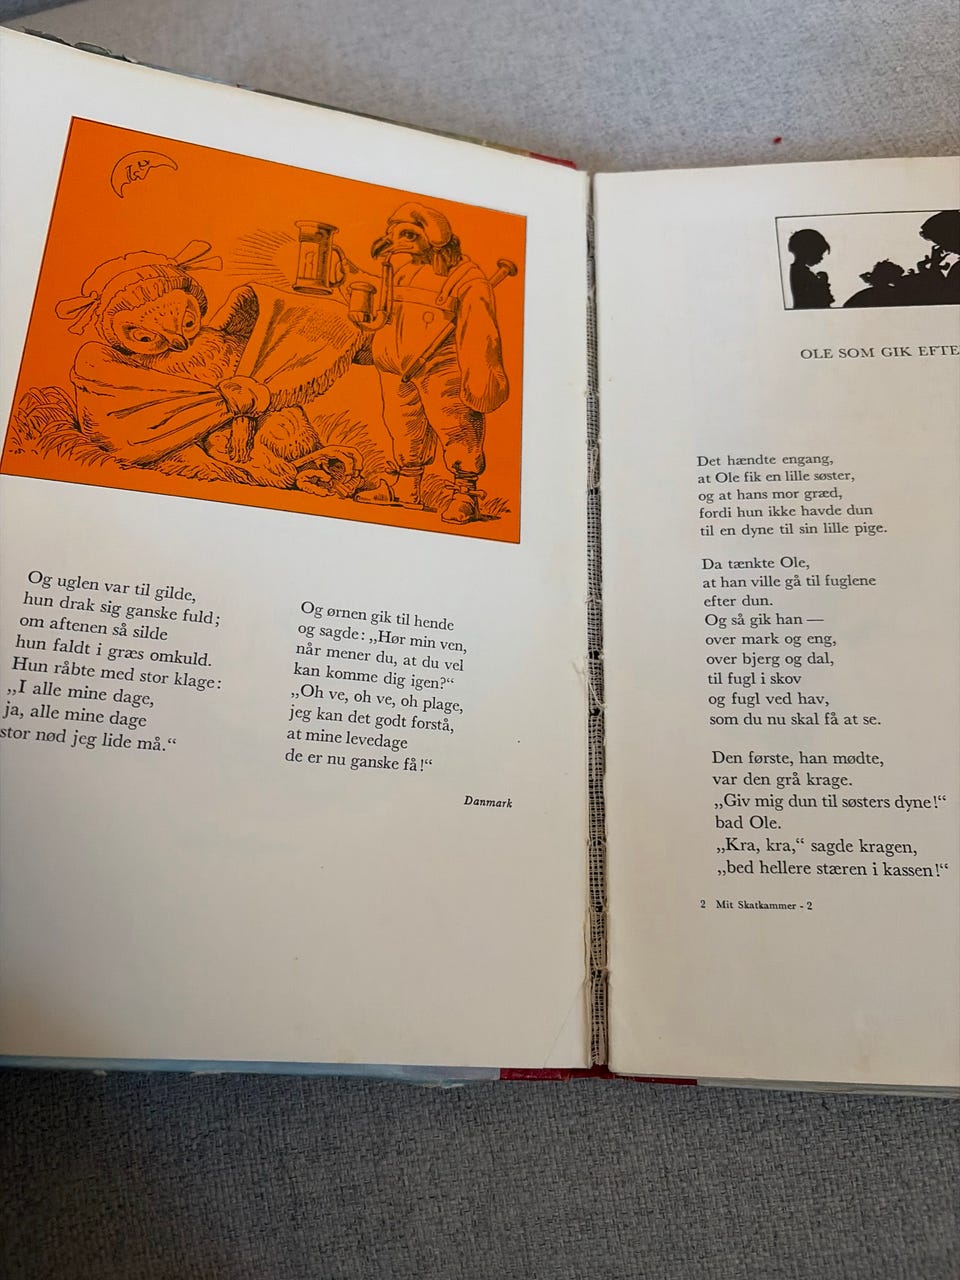 Og uglen var til gilde,
hun drak sig ganske fuld;
om aftenen så silde
hun faldt i græs omkuld.
Hun råbte med stor klage:
„I alle mine dage,
ja, alle mine dage
stor nød jeg lide må.“
Og ørnen gik til hende
og sagde: „Hør min ven,
når mener du, at du vel
kan komme dig igen?“
„Oh ve, oh ve, oh plage,
jeg kan det godt forstå,
at mine levedage
de er nu ganske få!“
Danmark
OLE SOM GIK EFTE
Det hændte engang,
at Ole fik en lille søster,
og at hans mor græd,
fordi hun ikke havde dun
til en dyne til sin lille pige.
Da tænkte Ole,
at han ville gå til fuglene
efter dun.
Og så gik han —
over mark og eng,
over bjerg og dal,
til fugl i skov
og fugl ved hav,
som du nu skal få at se.
Den første, han mødte,
var den grå krage.
„Giv mig dun til søsters dyne!“
bad Ole.
„Kra, kra,“ sagde kragen,
„bed hellere stæren i kassen!“
2 Mit Skatkammer - 2